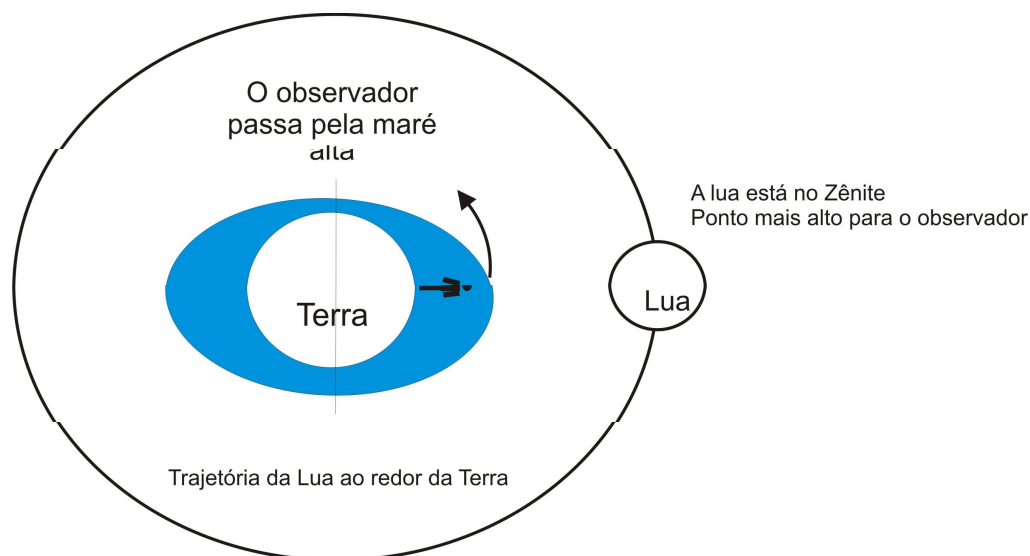 O observador
passa pela maré
alta
A lua está no Zênite
Ponto mais alto para o observador
Terra
Lua
Trajetória da Lua ao redor da Terra